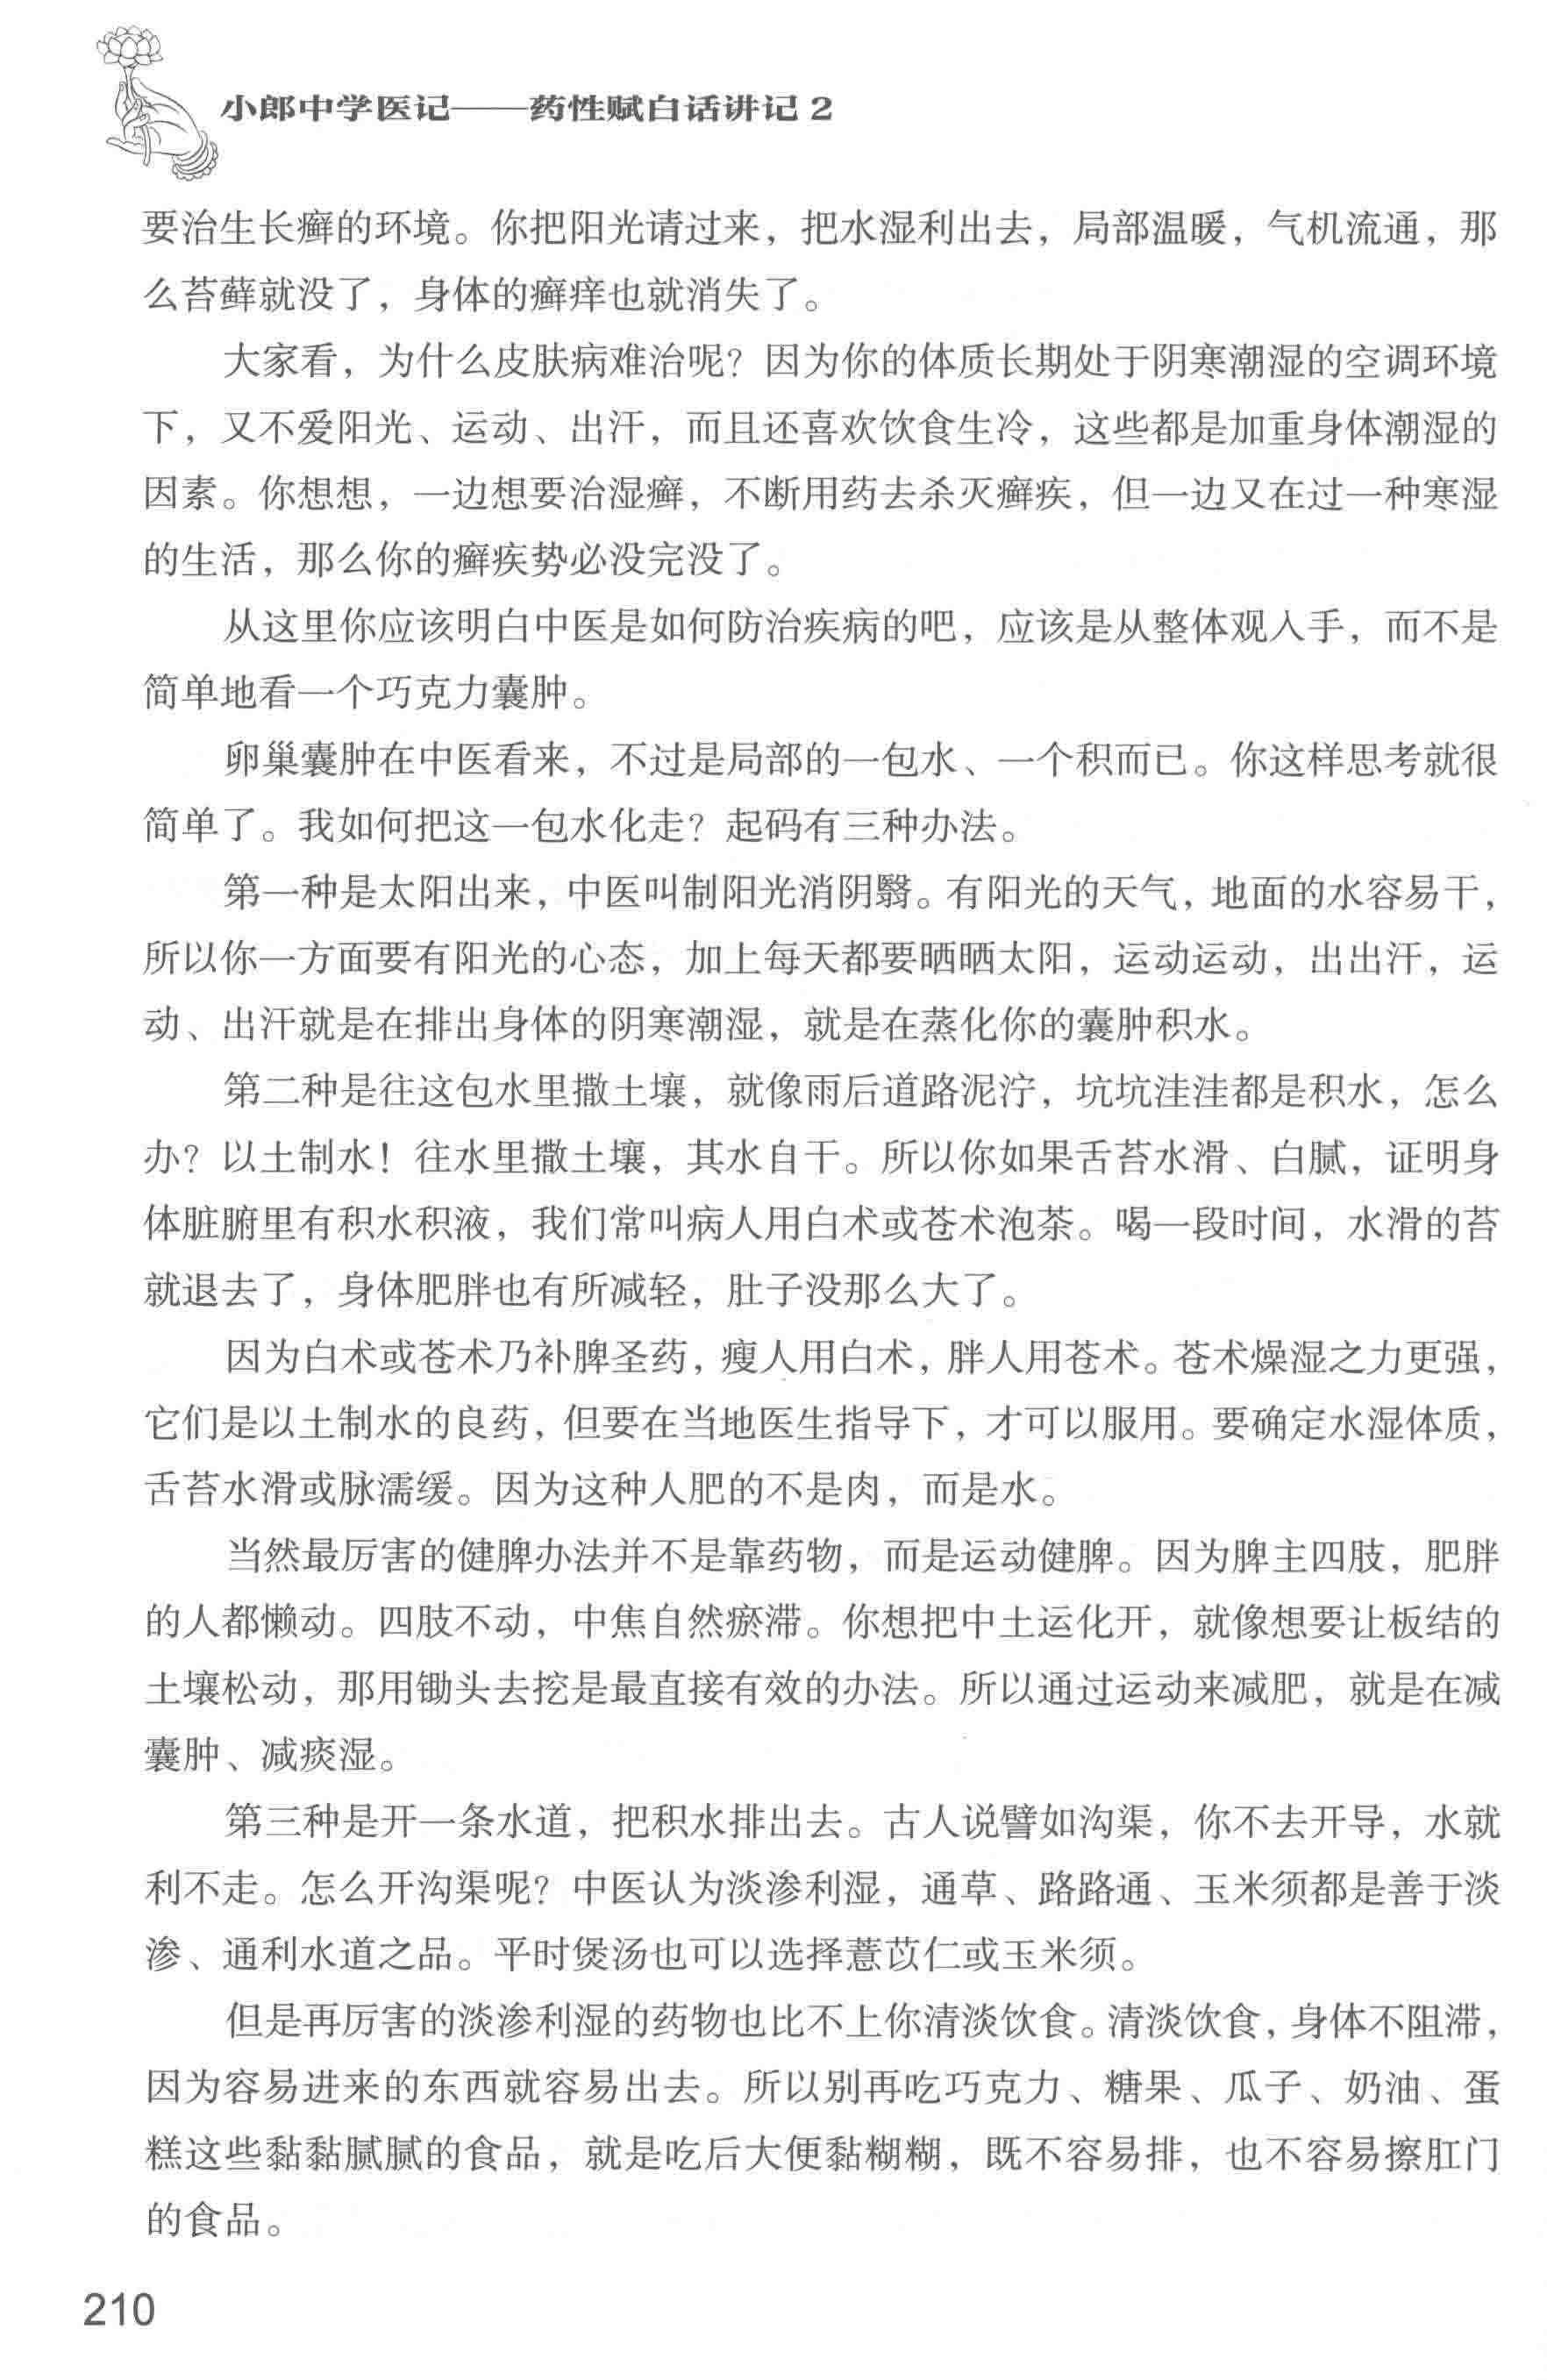 小郎中学医记——药性赋白话讲记2
要治生长癣的环境。你把阳光请过来，把水湿利出去，局部温暖，气机流通，那
么苔藓就没了，身体的癣痒也就消失了。
大家看，为什么皮肤病难治呢？因为你的体质长期处于阴寒潮湿的空调环境
下，又不爱阳光、运动、出汗，而且还喜欢饮食生冷，这些都是加重身体潮湿的
因素。你想想，一边想要治湿癣，不断用药去杀灭癣疾，但一边又在过一种寒湿
的生活，那么你的癣疾势必没完没了。
从这里你应该明白中医是如何防治疾病的吧，应该是从整体观入手，而不是
简单地看一个巧克力囊肿。
卵巢囊肿在中医看来，不过是局部的一包水、一个积而已。你这样思考就很
简单了。我如何把这一包水化走？起码有三种办法。
第一种是太阳出来，中医叫制阳光消阴翳。有阳光的天气，地面的水容易干，
所以你一方面要有阳光的心态，加上每天都要晒晒太阳，运动运动，出出汗，运
动、出汗就是在排出身体的阴寒潮湿，就是在蒸化你的囊肿积水。
第二种是往这包水里撒土壤，就像雨后道路泥泞，坑坑洼洼都是积水，怎么
办？以土制水！往水里撒土壤，其水自干。所以你如果舌苔水滑、白腻，证明身
体脏腑里有积水积液，我们常叫病人用白术或苍术泡茶。喝一段时间，水滑的苔
就退去了，身体肥胖也有所减轻，肚子没那么大了。
因为白术或苍术乃补脾圣药，瘦人用白术，胖人用苍术。苍术燥湿之力更强，
它们是以土制水的良药，但要在当地医生指导下，才可以服用。要确定水湿体质，
舌苔水滑或脉濡缓。因为这种人肥的不是肉，而是水。
当然最厉害的健脾办法并不是靠药物，而是运动健脾。因为脾主四肢，肥胖
的人都懒动。四肢不动，中焦自然瘀滞。你想把中土运化开，就像想要让板结的
土壤松动，那用锄头去挖是最直接有效的办法。所以通过运动来减肥，就是在减
囊肿、减痰湿。
第三种是开一条水道，把积水排出去。古人说譬如沟渠，你不去开导，水就
利不走。怎么开沟渠呢？中医认为淡渗利湿，通草、路路通、玉米须都是善于淡
渗、通利水道之品。平时煲汤也可以选择薏苡仁或玉米须。
但是再厉害的淡渗利湿的药物也比不上你清淡饮食。清淡饮食，身体不阻滞，
因为容易进来的东西就容易出去。所以别再吃巧克力、糖果、瓜子、奶油、蛋
糕这些黏黏腻腻的食品，就是吃后大便黏糊糊，既不容易排，也不容易擦肛门
的食品。
210